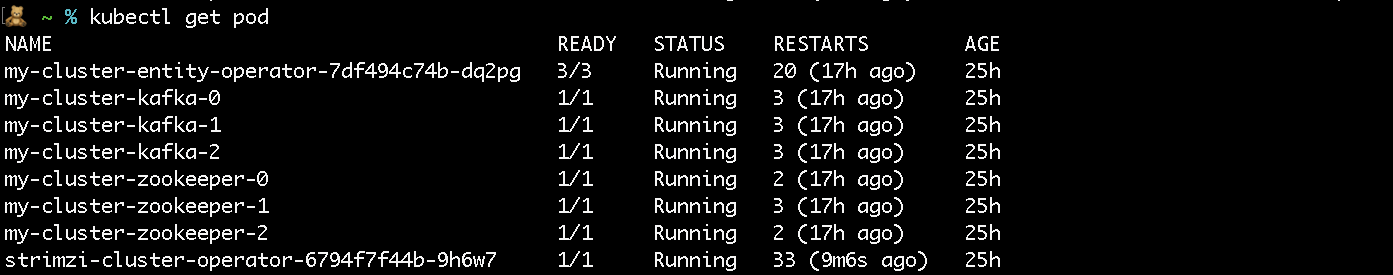 ~ % kubectl get pod
NAME READY STATUS RESTARTS AGE
my-cluster-entity-operator-7df494c74b-dq2pg 3/3 Running 20 (17h ago) 25h
my-cluster-kafka-0 1/1 Running 3 (17h ago) 25h
my-cluster-kafka-1 1/1 Running 3 (17h ago) 25h
my-cluster-kafka-2 1/1 Running 3 (17h ago) 25h
my-cluster-zookeeper-0 1/1 Running 2 (17h ago) 25h
my-cluster-zookeeper-1 1/1 Running 3 (17h ago) 25h
my-cluster-zookeeper-2 1/1 Running 2 (17h ago) 25h
strimzi-cluster-operator-6794f7f44b-9h6w7 1/1 Running 33 (9m6s ago) 25h